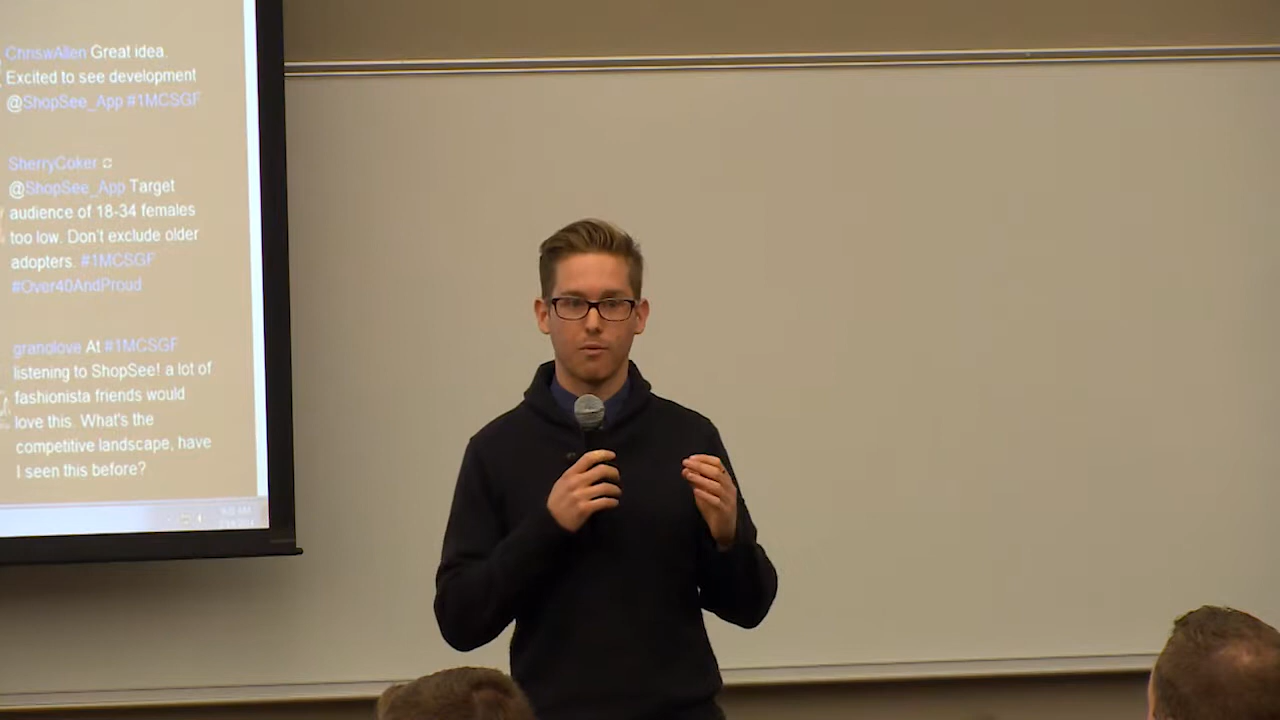 ChriswAllen Great idea.
Excited to see development
@ShopSee_App #1MCSGF
SherryCoker
@ShopSee_App Target
audience of 18-34 females
too low. Don't exclude older
adopters. #1MCSGF
#Over40AndProud
granolove At #1MCSGF
listening to ShopSee! a lot of
fashionista friends would
love this. What's the
competitive landscape, have
I seen this before?